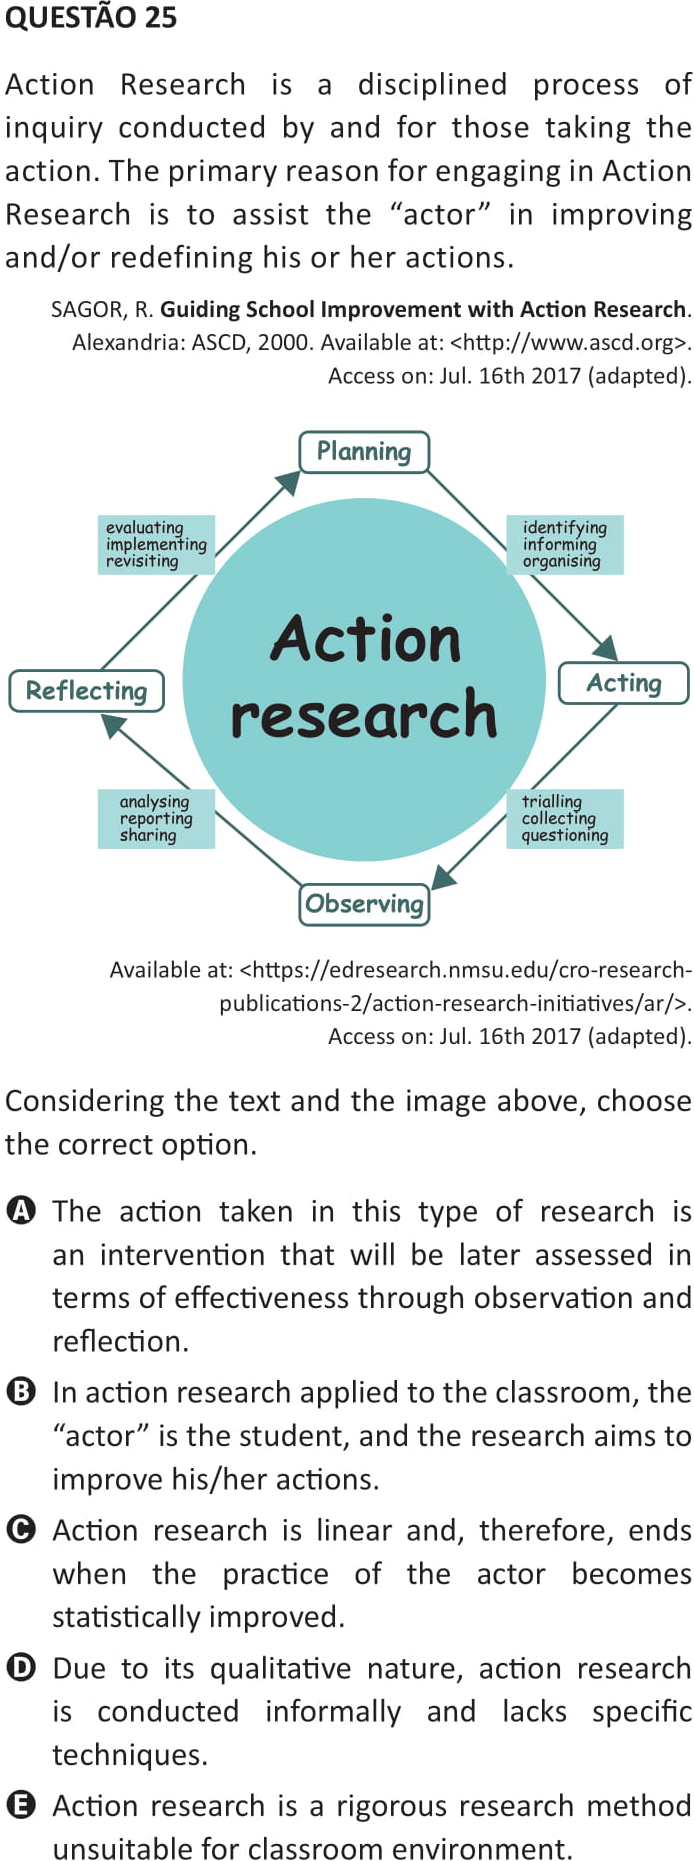 QUESTÃO 25
Action Research is a disciplined process of
inquiry conducted by and for those taking the
action. The primary reason for engaging in Action
Research is to assist the “actor” in improving
and/or redefining his or her actions.
SAGOR, R. Guiding School Improvement with Action Research.
Alexandria: ASCD, 2000. Available at: <http://www.ascd.org>.
Access on: Jul. 16th 2017 (adapted).
Planning
evaluating
implementing
revisiting
identifying
informing
organising
Action
research
Reflecting
Acting
analysing
reporting
sharing
trialling
collecting
questioning
Observing
Available at: <https://edresearch.nmsu.edu/cro-research-
publications-2/action-research-initiatives/ar/>.
Access on: Jul. 16th 2017 (adapted).
Considering the text and the image above, choose
the correct option.
A The action taken in this type of research is
an intervention that will be later assessed in
terms of effectiveness through observation and
reflection.
B In action research applied to the classroom, the
“actor” is the student, and the research aims to
improve his/her actions.
C Action research is linear and, therefore, ends
when the practice of the actor becomes
statistically improved.
D Due to its qualitative nature, action research
is conducted informally and lacks specific
techniques.
E Action research is a rigorous research method
unsuitable for classroom environment.